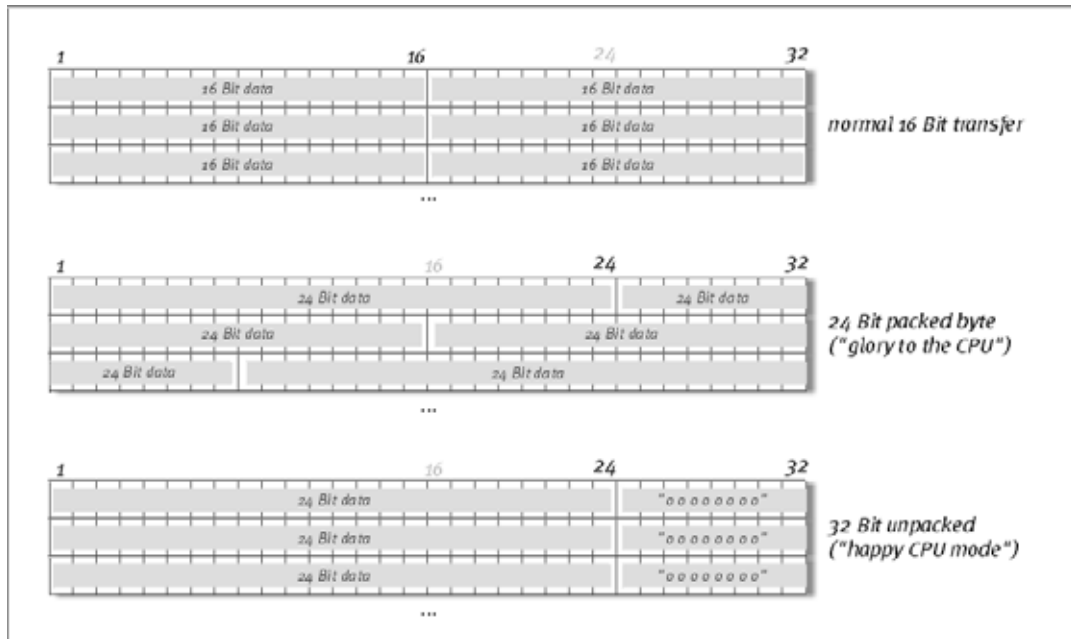 1 16 24 32
16 Bit data 16 Bit data
16 Bit data 16 Bit data
16 Bit data 16 Bit data
normal 16 Bit transfer
...
1 16 24 32
24 Bit data 24 Bit data
24 Bit data 24 Bit data
24 Bit data 24 Bit data
24 Bit packed byte
("glory to the CPU")
...
1 16 24 32
24 Bit data "0 0 0 0 0 0 0 0"
24 Bit data "0 0 0 0 0 0 0 0"
24 Bit data "0 0 0 0 0 0 0 0"
32 Bit unpacked
("happy CPU mode")
...